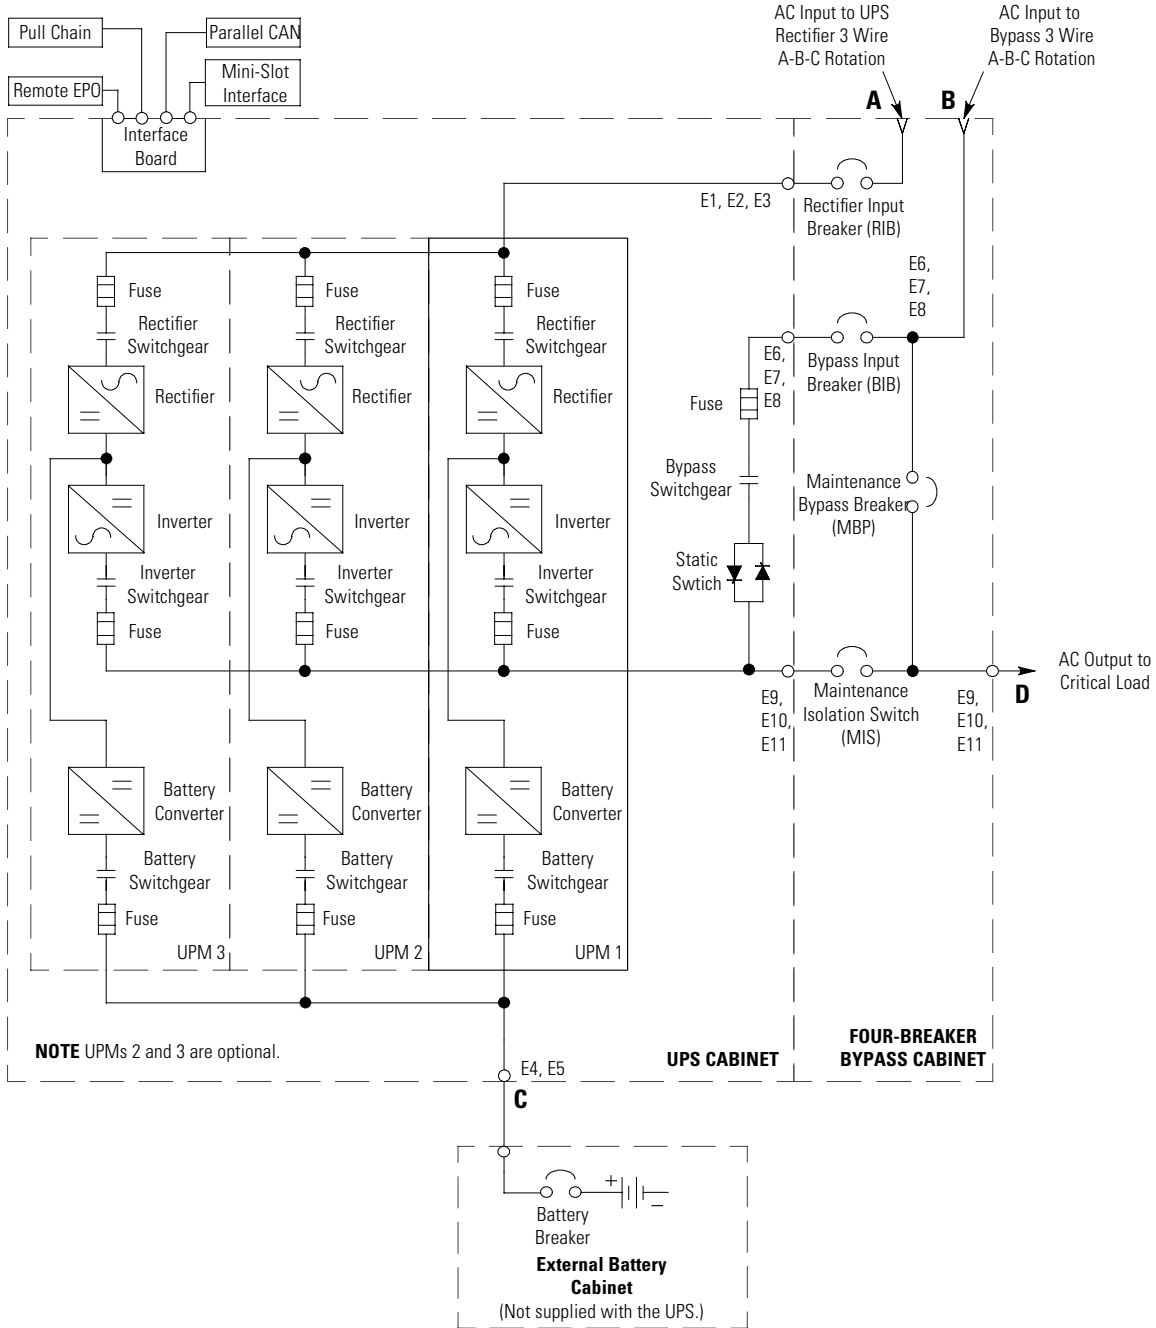 Pull Chain
Parallel CAN
Remote EPO
Mini-Slot
Interface
Interface
Board
AC Input to UPS
Rectifier 3 Wire
A-B-C Rotation
AC Input to
Bypass 3 Wire
A-B-C Rotation
A
B
E1, E2, E3
Rectifier Input
Breaker (RIB)
Fuse
Rectifier
Switchgear
Rectifier
Inverter
Inverter
Switchgear
Fuse
Battery
Converter
Battery
Switchgear
Fuse
UPM 3
Fuse
Rectifier
Switchgear
Rectifier
Inverter
Inverter
Switchgear
Fuse
Battery
Converter
Battery
Switchgear
Fuse
UPM 2
Fuse
Rectifier
Switchgear
Rectifier
Inverter
Inverter
Switchgear
Fuse
Battery
Converter
Battery
Switchgear
Fuse
UPM 1
E6,
E7,
E8
E6,
E7,
E8
Bypass Input
Breaker (BIB)
Fuse
Bypass
Switchgear
Maintenance
Bypass Breaker
(MBP)
Static
Swtich
E9,
E10,
E11
Maintenance
Isolation Switch
(MIS)
E9,
E10,
E11
D
AC Output to
Critical Load
NOTE UPMs 2 and 3 are optional.
UPS CABINET
FOUR-BREAKER
BYPASS CABINET
E4, E5
C
+
–
Battery
Breaker
External Battery
Cabinet
(Not supplied with the UPS.)